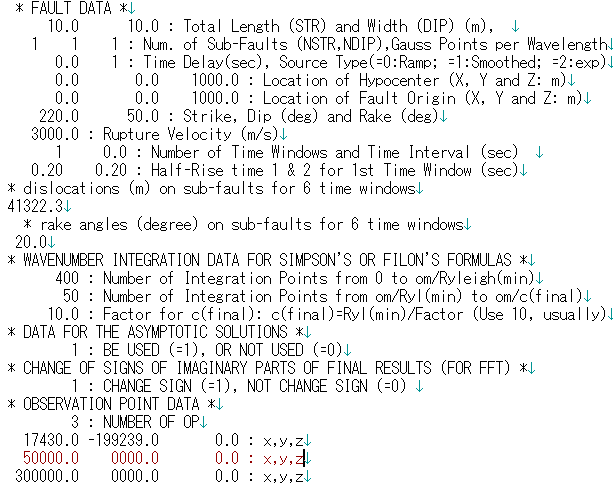 * FAULT DATA *↓
10.0 10.0 : Total Length (STR) and Width (DIP) (m), ↓
1 1 1 : Num. of Sub-Faults (NSTR,NDIP),Gauss Points per Wavelength↓
0.0 1 : Time Delay(sec), Source Type(=0:Ramp; =1:Smoothed; =2:exp)↓
0.0 0.0 1000.0 : Location of Hypocenter (X, Y and Z: m)↓
0.0 0.0 1000.0 : Location of Fault Origin (X, Y and Z: m)↓
220.0 50.0 : Strike, Dip (deg) and Rake (deg)↓
3000.0 : Rupture Velocity (m/s)↓
1 0.0 : Number of Time Windows and Time Interval (sec) ↓
0.20 0.20 : Half-Rise time 1 & 2 for 1st Time Window (sec)↓
* dislocations (m) on sub-faults for 6 time windows↓
41322.3↓
* rake angles (degree) on sub-faults for 6 time windows↓
20.0↓
* WAVENUMBER INTEGRATION DATA FOR SIMPSON'S OR FILON'S FORMULAS *↓
400 : Number of Integration Points from 0 to om/Ryleigh(min)↓
50 : Number of Integration Points from om/Ryl(min) to om/c(final)↓
10.0 : Factor for c(final): c(final)=Ryl(min)/Factor (Use 10, usually)↓
* DATA FOR THE ASYMPTOTIC SOLUTIONS *↓
1 : BE USED (=1), OR NOT USED (=0)↓
* CHANGE OF SIGNS OF IMAGINARY PARTS OF FINAL RESULTS (FOR FFT) *↓
1 : CHANGE SIGN (=1), NOT CHANGE SIGN (=0) ↓
* OBSERVATION POINT DATA *↓
3 : NUMBER OF OP↓
17430.0 -199239.0 0.0 : x,y,z↓
50000.0 0000.0 0.0 : x,y,z↓
300000.0 0000.0 0.0 : x,y,z↓